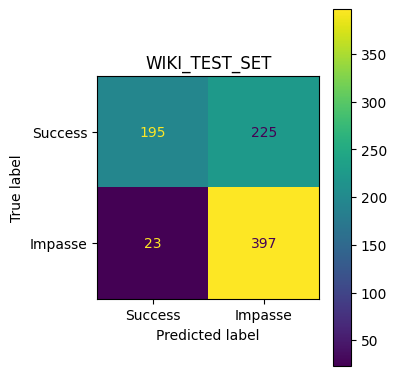 WIKI_TEST_SET
Success 195 225
Impasse 23 397
True label
Success Impasse
Predicted label
350
300
250
200
150
100
50